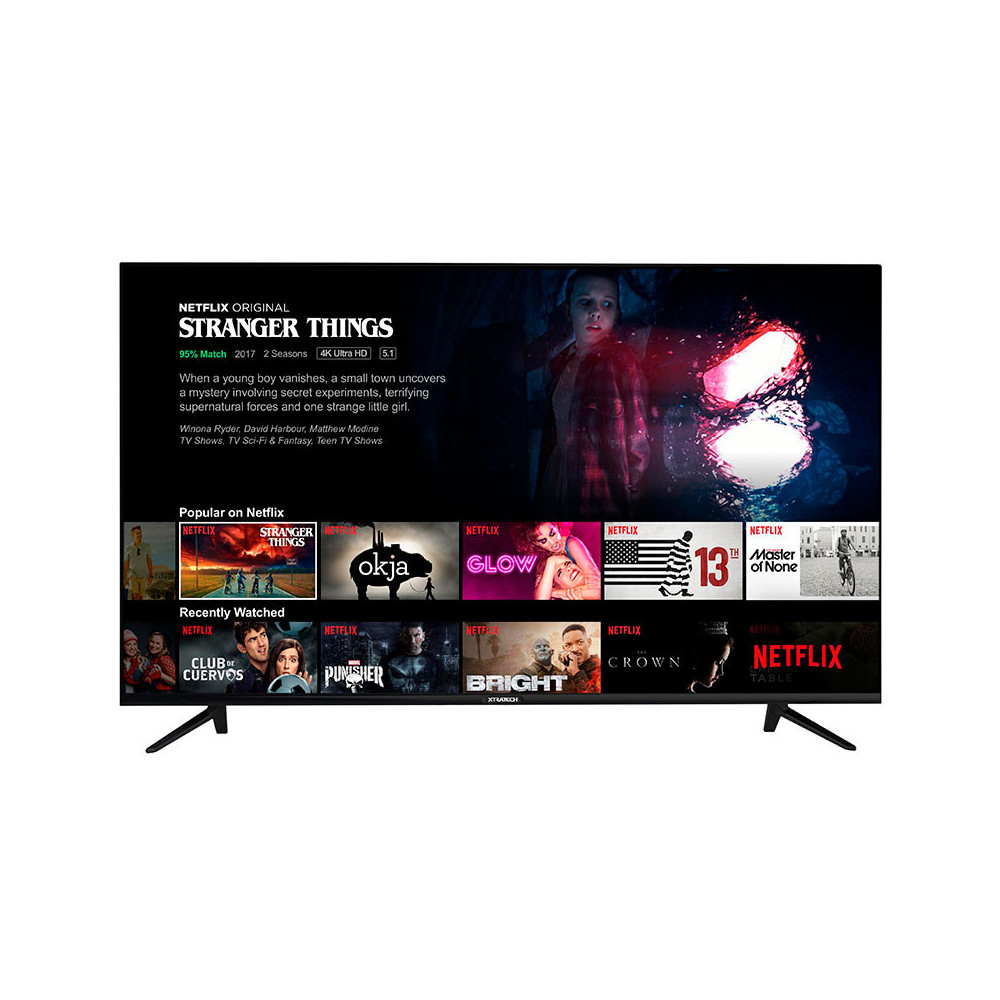 NETFLIX ORIGINAL
STRANGER THINGS
95% Match 2017 2 Seasons 4K Ultra HD 5.1
When a young boy vanishes, a small town uncovers
a mystery involving secret experiments, terrifying
supernatural forces and one strange little girl.
Winona Ryder, David Harbour, Matthew Modine
TV Shows, TV Sci-Fi & Fantasy, Teen TV Shows
Popular on Netflix
NETFLIX
STRANGER
THINGS
NETFLIX
okja
NETFLIX
GLOW
NETFLIX
13TH
NETFLIX
Master
of None
Recently Watched
NETFLIX
CLUB DE
CUERVOS
NETFLIX
MARVEL
PUNISHER
NETFLIX
BRIGHT
NETFLIX
THE
CROWN
NETFLIX
NETFLIX
TABLE
XTRATECH